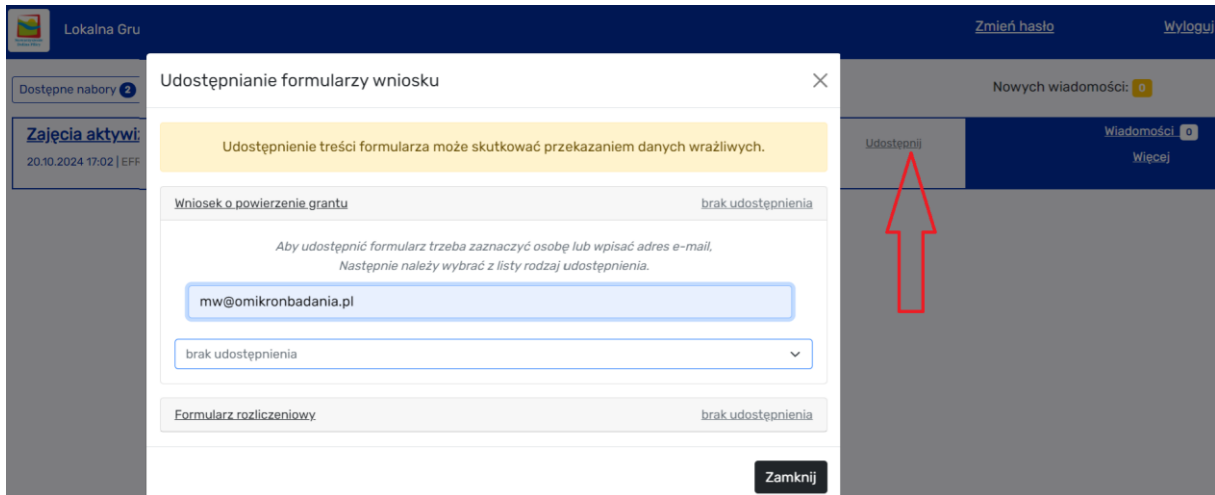 Lokalna Gru
Zmień hasło
Wyloguj
Dostępne nabory 2
Nowych wiadomości: 0
Zajęcia aktywi
20.10.2024 17:02 | EFF
Udostępnij
Wiadomości 0
Więcej
Udostępnianie formularzy wniosku
Udostępnienie treści formularza może skutkować przekazaniem danych wrażliwych.
Wniosek o powierzenie grantu brak udostępnienia
Aby udostępnić formularz trzeba zaznaczyć osobę lub wpisać adres e-mail,
Następnie należy wybrać z listy rodzaj udostępnienia.
mw@omikronbadania.pl
brak udostępnienia
Formularz rozliczeniowy brak udostępnienia
Zamknij